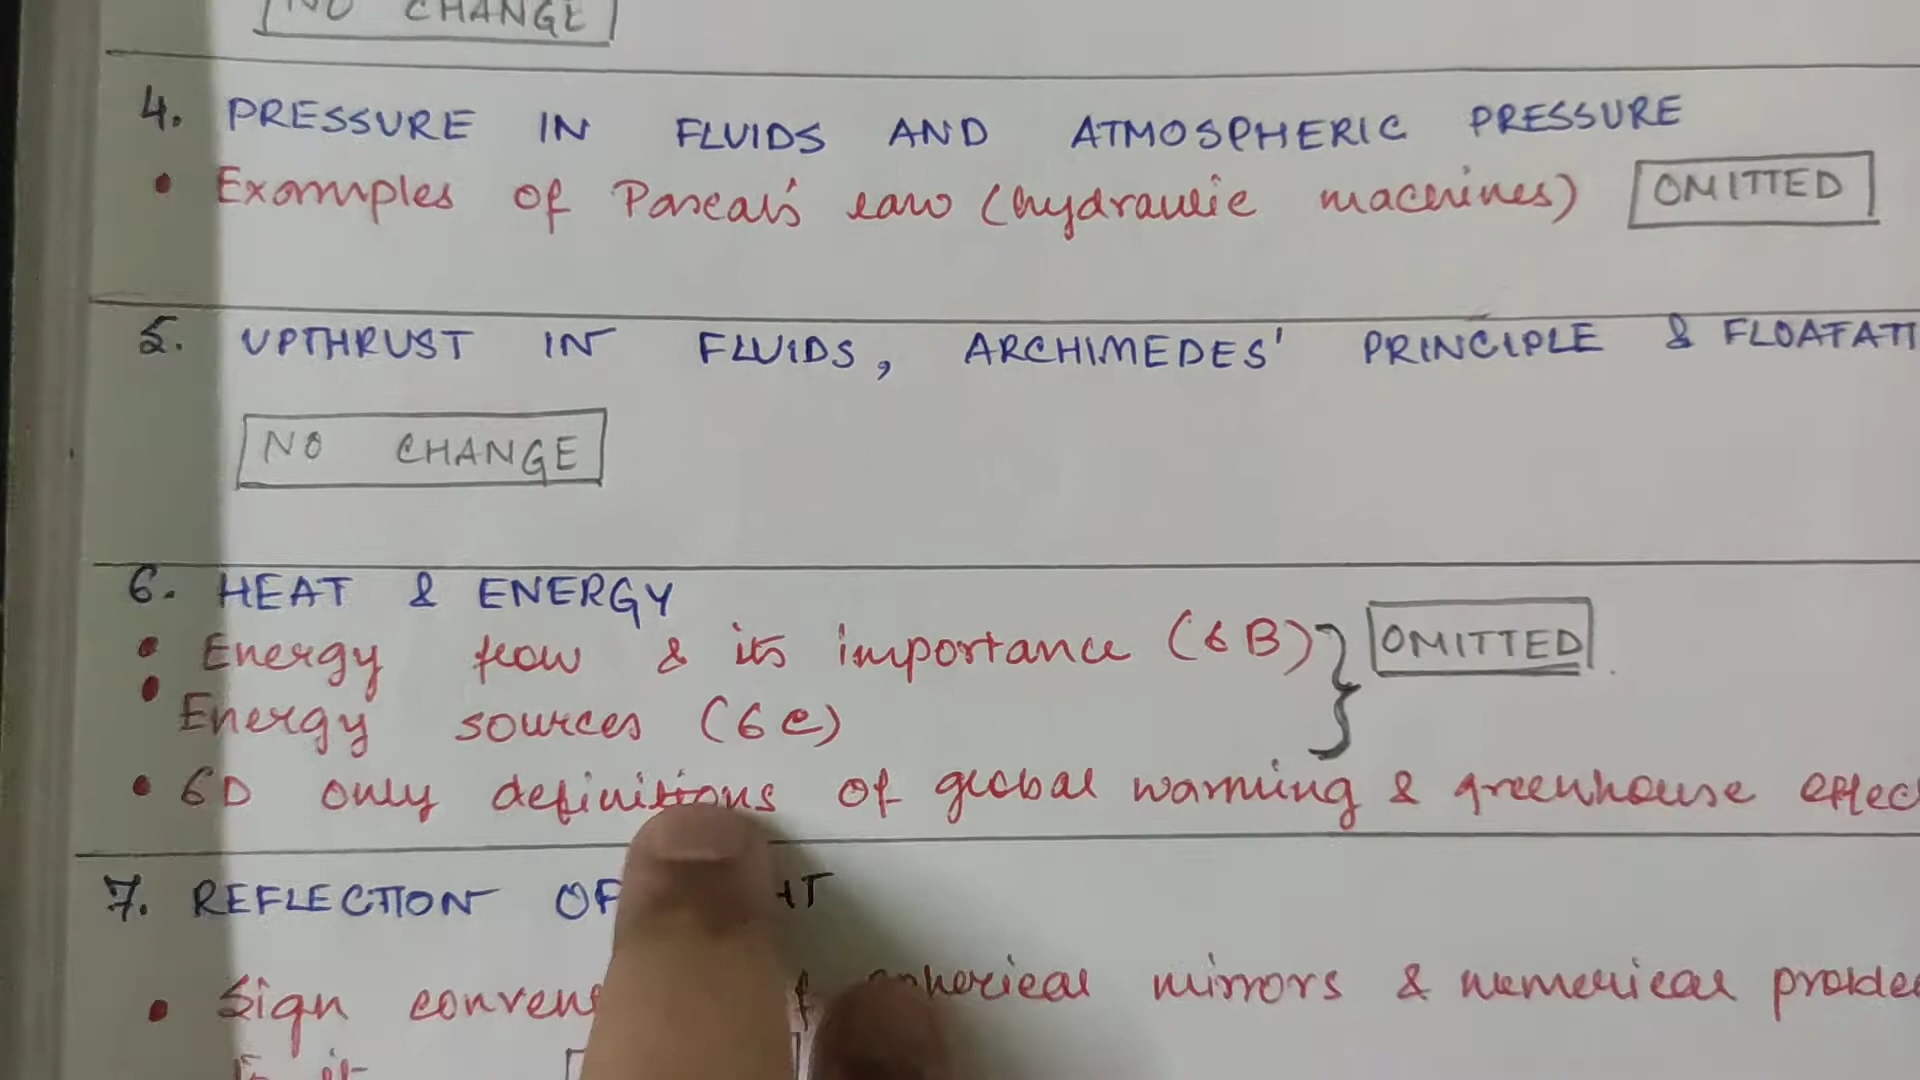 NO CHANGE
4. PRESSURE IN FLUIDS AND ATMOSPHERIC PRESSURE
• Examples of Pascal's law (hydraulic machines) OMITTED
5. UPTHRUST IN FLUIDS, ARCHIMEDES' PRINCIPLE & FLOATATI
NO CHANGE
6. HEAT & ENERGY
• Energy flow & its importance (6B) } OMITTED
• Energy sources (6C)
• 6D only definitions of global warming & greenhouse effec
7. REFLECTION OF
• Sign conven spherical mirrors & numerical proble